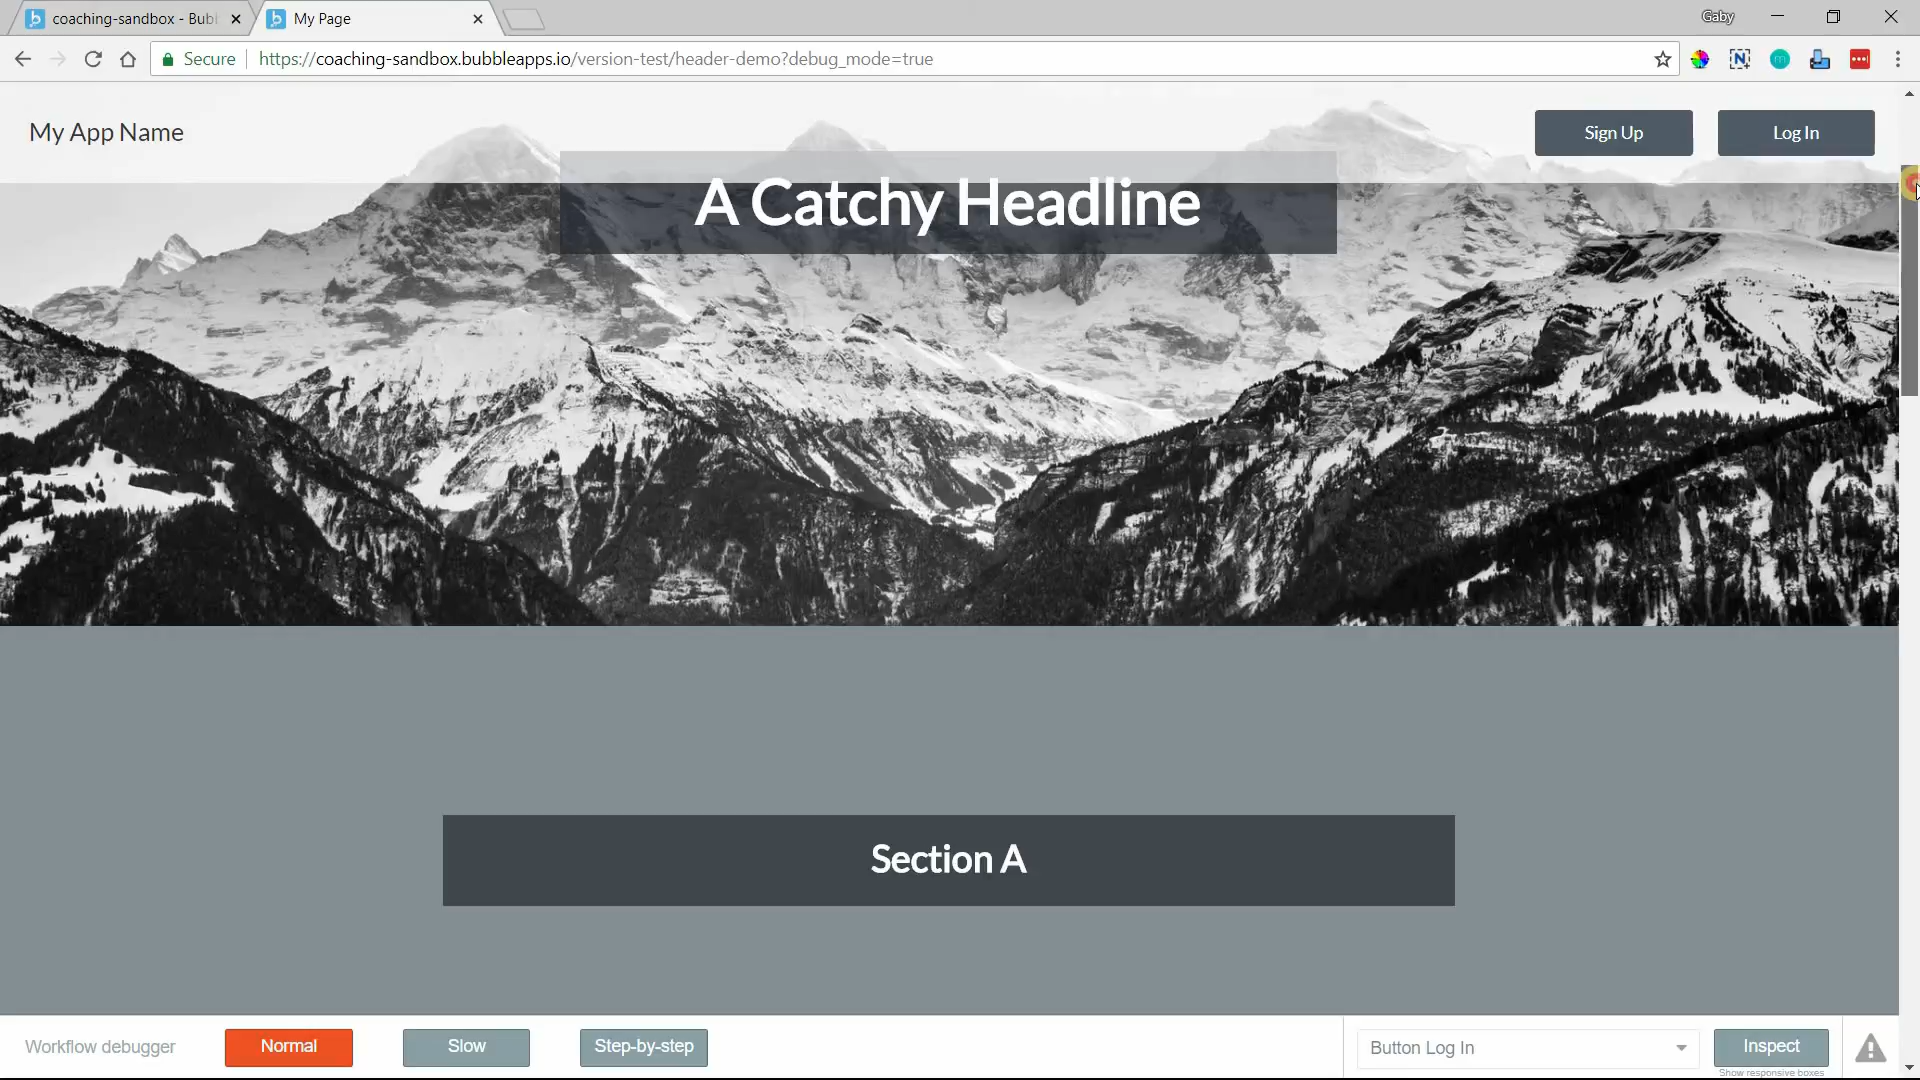 coaching-sandbox - Bubl
My Page
Gaby
Secure
https://coaching-sandbox.bubbleapps.io/version-test/header-demo?debug_mode=true
My App Name
Sign Up
Log In
A Catchy Headline
Section A
Workflow debugger
Normal
Slow
Step-by-step
Button Log In
Inspect
Show responsive boxes